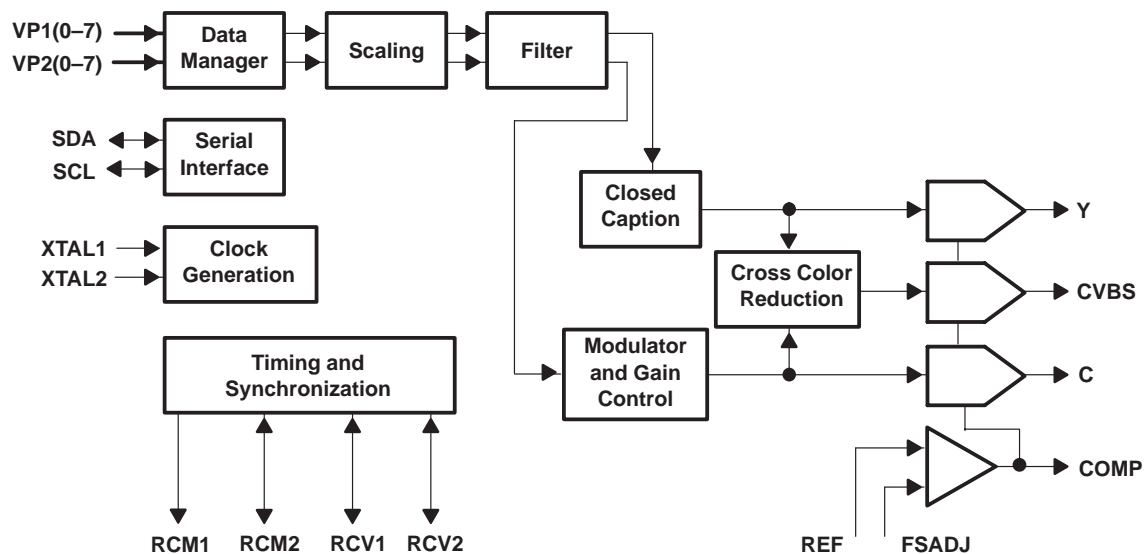 VP1(0–7)
VP2(0–7)
Data
Manager
Scaling
Filter
SDA
SCL
Serial
Interface
XTAL1
XTAL2
Clock
Generation
Closed
Caption
Y
Cross Color
Reduction
CVBS
Timing and
Synchronization
Modulator
and Gain
Control
C
COMP
RCM1
RCM2
RCV1
RCV2
REF
FSADJ